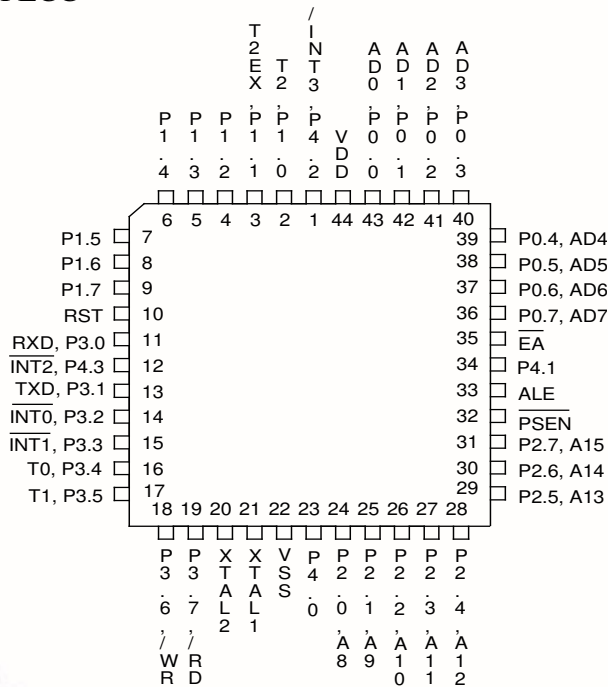 P1.4
P1.3
P1.2
T2EX,P1.1
T2,P1.0
/INT3,P4.2
VDD
AD0,P0.0
AD1,P0.1
AD2,P0.2
AD3,P0.3
6 5 4 3 2 1 44 43 42 41 40
P1.5 7
P1.6 8
P1.7 9
RST 10
RXD, P3.0 11
INT2, P4.3 12
TXD, P3.1 13
INT0, P3.2 14
INT1, P3.3 15
T0, P3.4 16
T1, P3.5 17
39 P0.4, AD4
38 P0.5, AD5
37 P0.6, AD6
36 P0.7, AD7
35 EA
34 P4.1
33 ALE
32 PSEN
31 P2.7, A15
30 P2.6, A14
29 P2.5, A13
18 19 20 21 22 23 24 25 26 27 28
P3.6,/WR
P3.7,/RD
XTAL2
XTAL1
VSS
P4.0
P2.0,A8
P2.1,A9
P2.2,A10
P2.3,A11
P2.4,A12